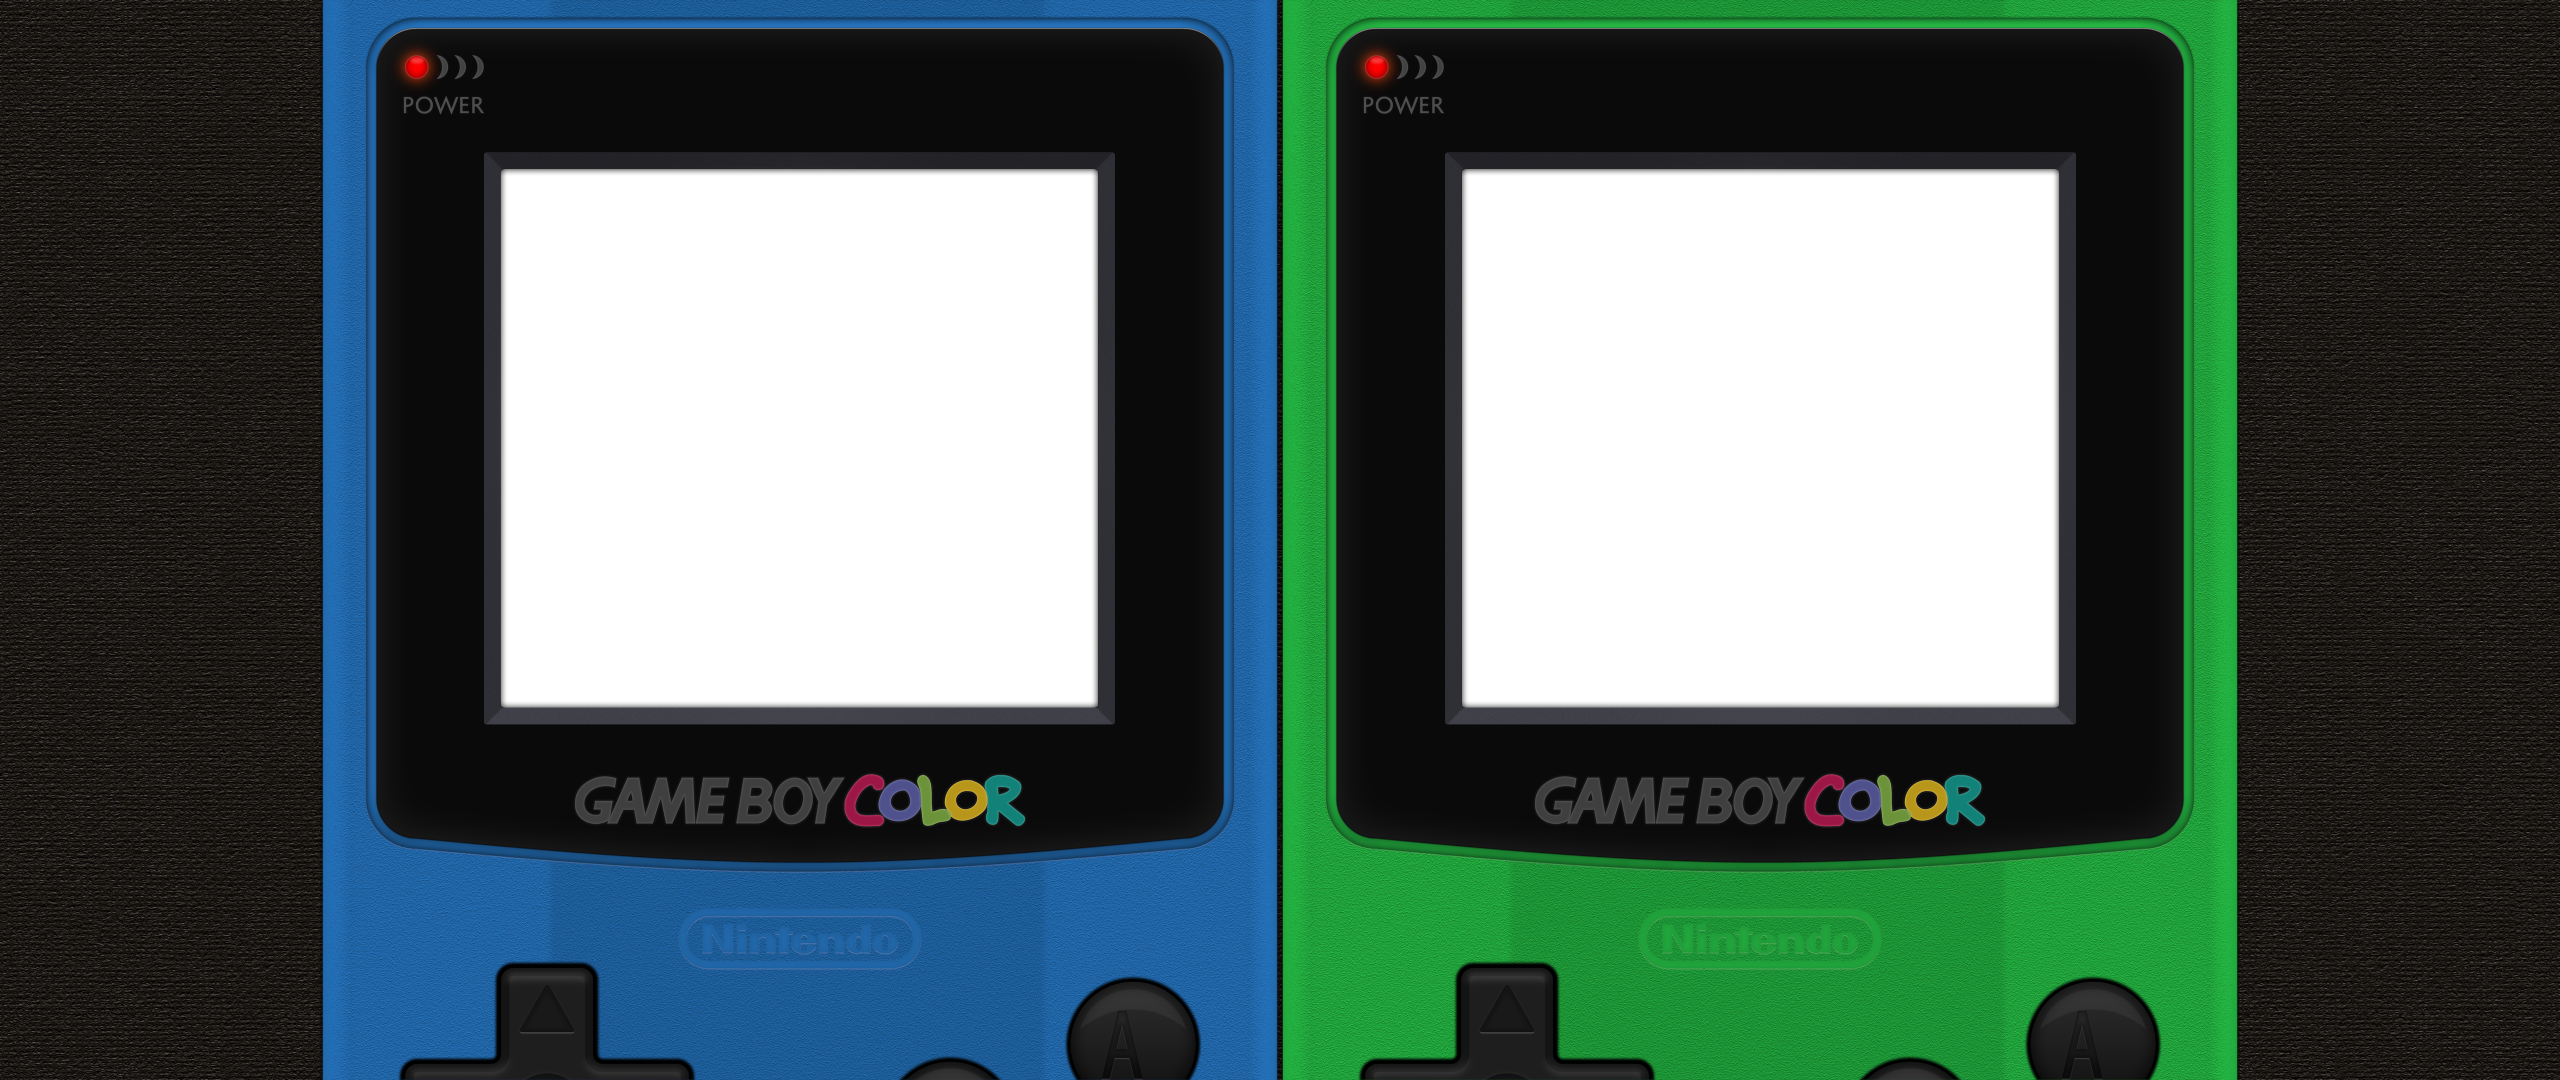 POWER
GAME BOY COLOR
Nintendo
A
POWER
GAME BOY COLOR
Nintendo
A